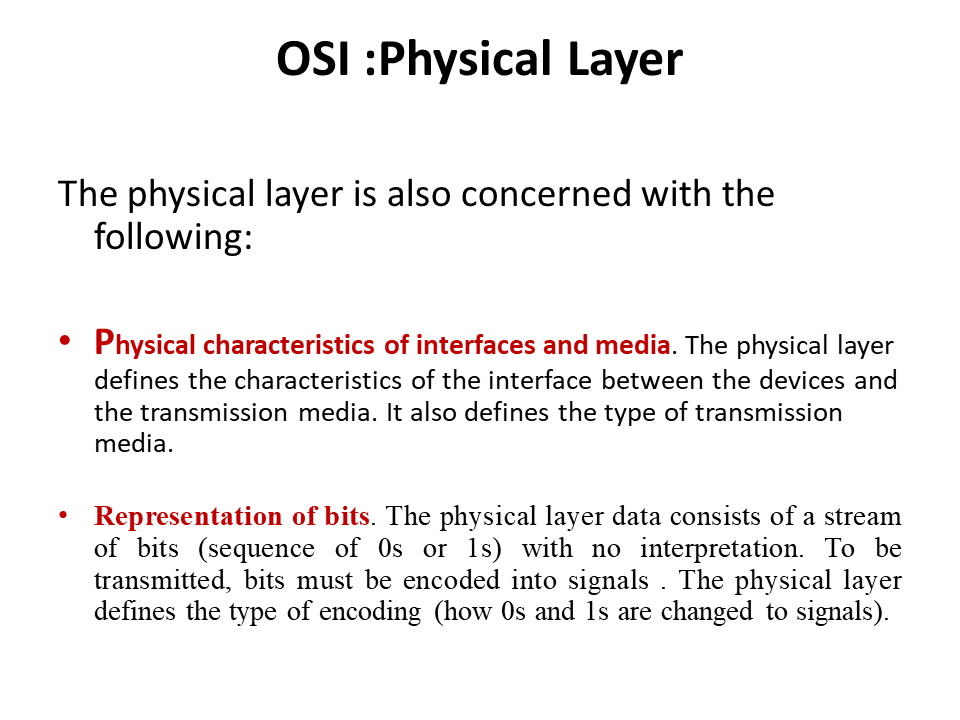 OSI :Physical Layer
The physical layer is also concerned with the
following:
• Physical characteristics of interfaces and media. The physical layer
defines the characteristics of the interface between the devices and
the transmission media. It also defines the type of transmission
media.
• Representation of bits. The physical layer data consists of a stream
of bits (sequence of 0s or 1s) with no interpretation. To be
transmitted, bits must be encoded into signals . The physical layer
defines the type of encoding (how 0s and 1s are changed to signals).